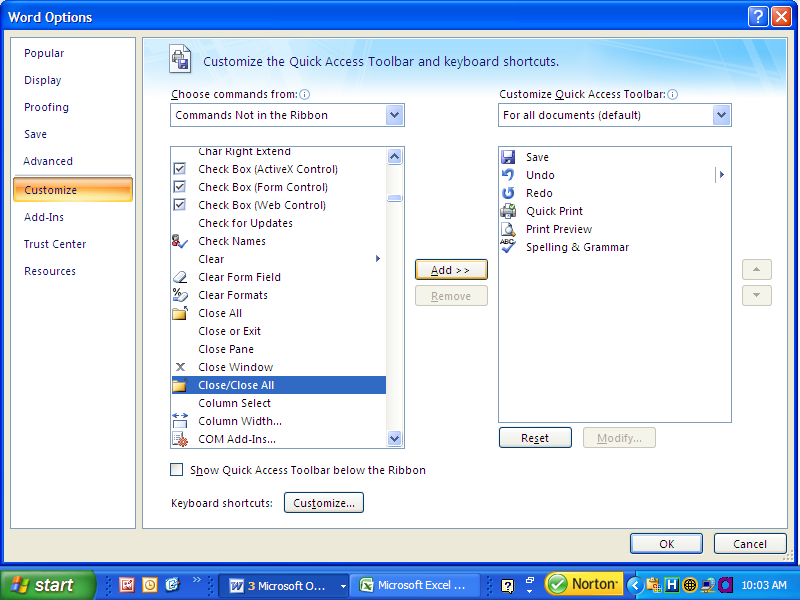 Word Options
Popular
Display
Proofing
Save
Advanced
Customize
Add-Ins
Trust Center
Resources
Customize the Quick Access Toolbar and keyboard shortcuts.
Choose commands from:
Commands Not in the Ribbon
Char Right Extend
Check Box (ActiveX Control)
Check Box (Form Control)
Check Box (Web Control)
Check for Updates
Check Names
Clear
Clear Form Field
Clear Formats
Close All
Close or Exit
Close Pane
Close Window
Close/Close All
Column Select
Column Width...
COM Add-Ins...
Add >>
Remove
Customize Quick Access Toolbar:
For all documents (default)
Save
Undo
Redo
Quick Print
Print Preview
Spelling & Grammar
Reset
Modify...
Show Quick Access Toolbar below the Ribbon
Keyboard shortcuts:
Customize...
OK
Cancel
start
3 Microsoft O...
Microsoft Excel ...
Norton
10:03 AM